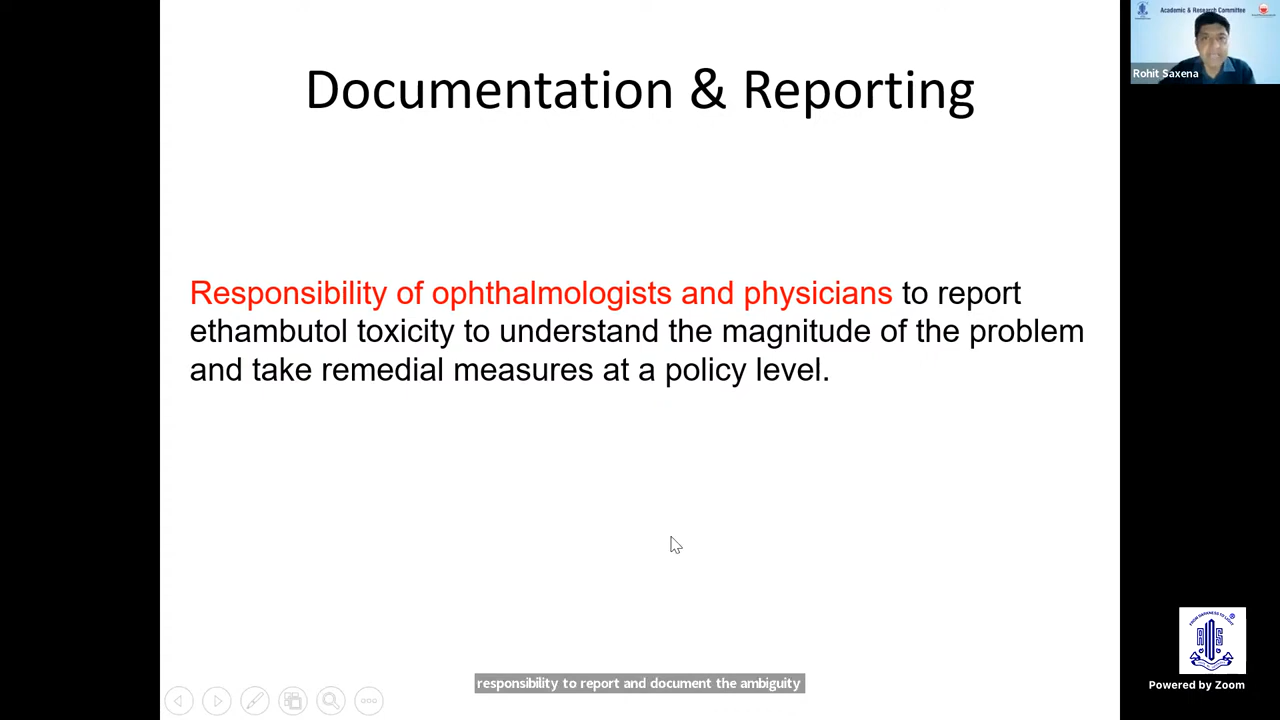 Academic & Research Committee
Rohit Saxena
Documentation & Reporting
Responsibility of ophthalmologists and physicians to report
ethambutol toxicity to understand the magnitude of the problem
and take remedial measures at a policy level.
responsibility to report and document the ambiguity
Powered by Zoom